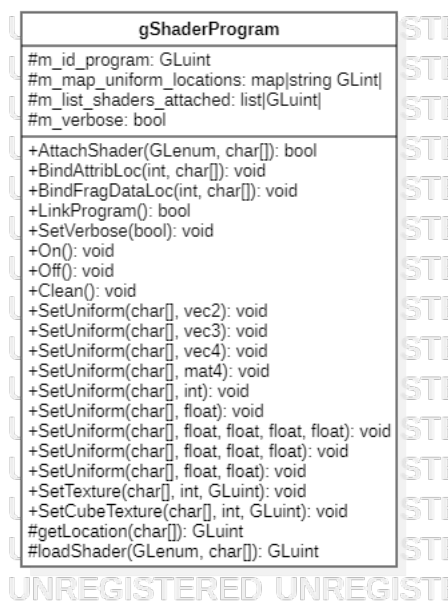 gShaderProgram
#m_id_program: GLuint
#m_map_uniform_locations: map|string GLint|
#m_list_shaders_attached: list|GLuint|
#m_verbose: bool
+AttachShader(GLenum, char[]): bool
+BindAttribLoc(int, char[]): void
+BindFragDataLoc(int, char[]): void
+LinkProgram(): bool
+SetVerbose(bool): void
+On(): void
+Off(): void
+Clean(): void
+SetUniform(char[], vec2): void
+SetUniform(char[], vec3): void
+SetUniform(char[], vec4): void
+SetUniform(char[], mat4): void
+SetUniform(char[], int): void
+SetUniform(char[], float): void
+SetUniform(char[], float, float, float, float): void
+SetUniform(char[], float, float, float): void
+SetUniform(char[], float, float): void
+SetTexture(char[], int, GLuint): void
+SetCubeTexture(char[], int, GLuint): void
#getLocation(char[]): GLuint
#loadShader(GLenum, char[]): GLuint
UNREGISTERED UNREGISTE